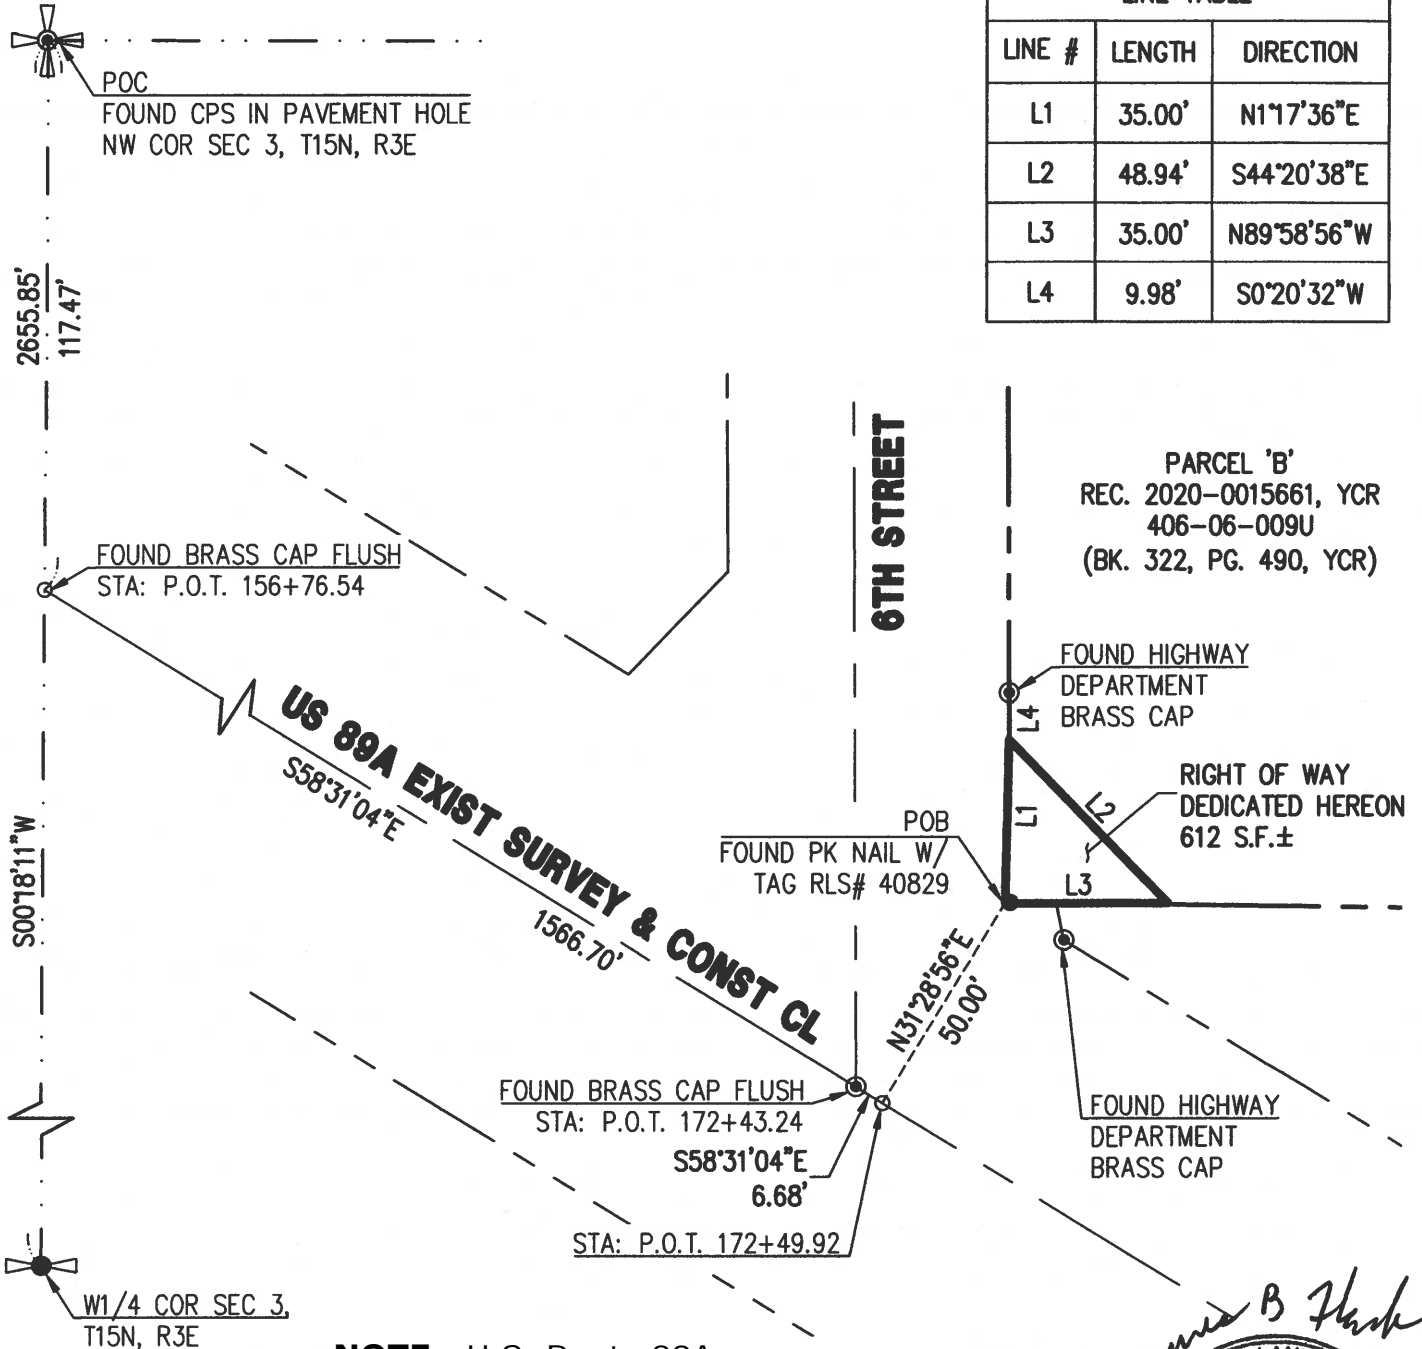 LINE TABLE
LINE # LENGTH DIRECTION
L1 35.00' N1°17'36"E
L2 48.94' S44°20'38"E
L3 35.00' N89°58'56"W
L4 9.98' S0°20'32"W
POC
FOUND CPS IN PAVEMENT HOLE
NW COR SEC 3, T15N, R3E
2655.85'
117.47'
S00°18'11"W
FOUND BRASS CAP FLUSH
STA: P.O.T. 156+76.54
US 89A EXIST SURVEY & CONST CL
S58°31'04"E
1566.70'
6TH STREET
PARCEL 'B'
REC. 2020-0015661, YCR
406-06-009U
(BK. 322, PG. 490, YCR)
FOUND HIGHWAY
DEPARTMENT
BRASS CAP
L4
L1
L2
L3
RIGHT OF WAY
DEDICATED HEREON
612 S.F.±
POB
FOUND PK NAIL W/
TAG RLS# 40829
N31°28'56"E
50.00'
FOUND BRASS CAP FLUSH
STA: P.O.T. 172+43.24
S58°31'04"E
6.68'
STA: P.O.T. 172+49.92
FOUND HIGHWAY
DEPARTMENT
BRASS CAP
W1/4 COR SEC 3,
T15N, R3E